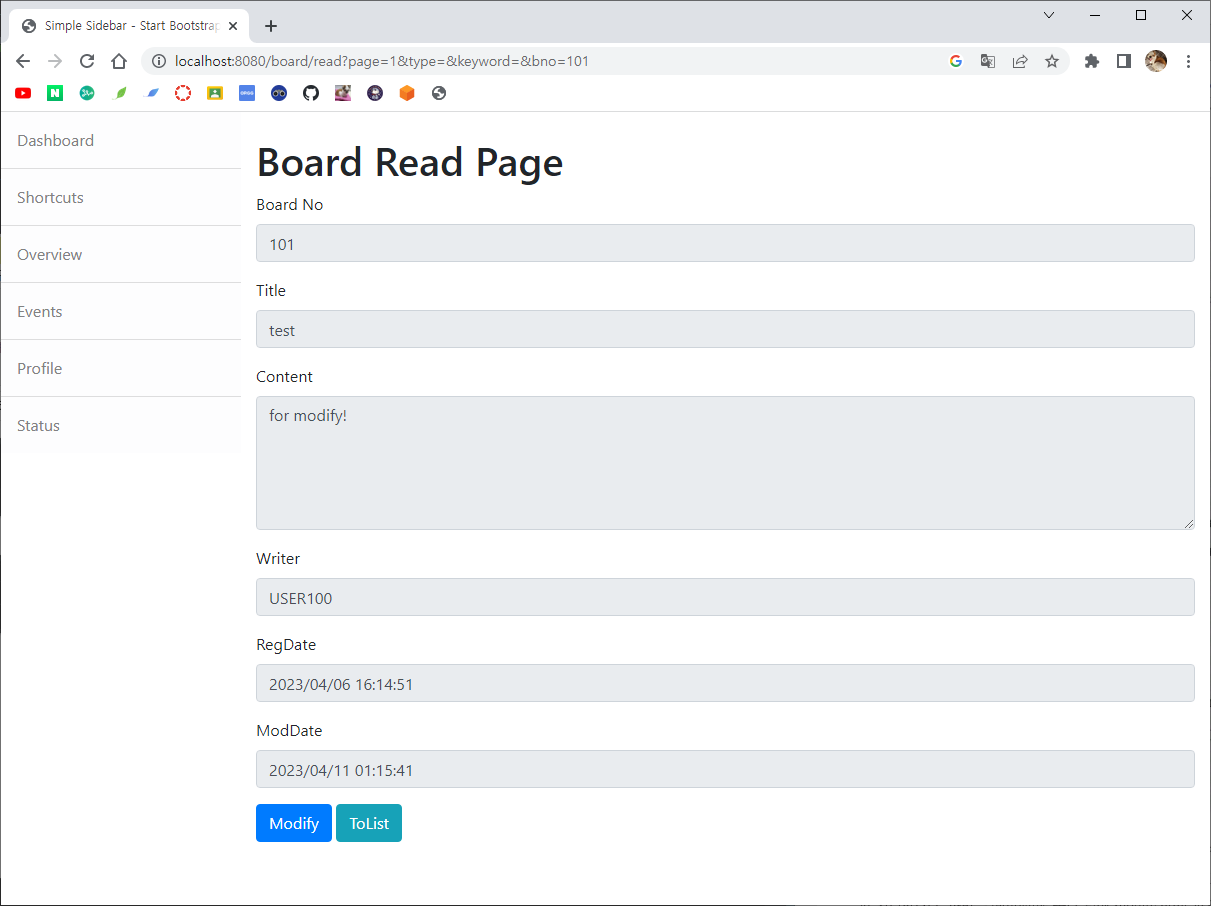 Simple Sidebar - Start Bootstrap
localhost:8080/board/read?page=1&type=&keyword=&bno=101
Dashboard
Shortcuts
Overview
Events
Profile
Status
Board Read Page
Board No
101
Title
test
Content
for modify!
Writer
USER100
RegDate
2023/04/06 16:14:51
ModDate
2023/04/11 01:15:41
Modify
ToList